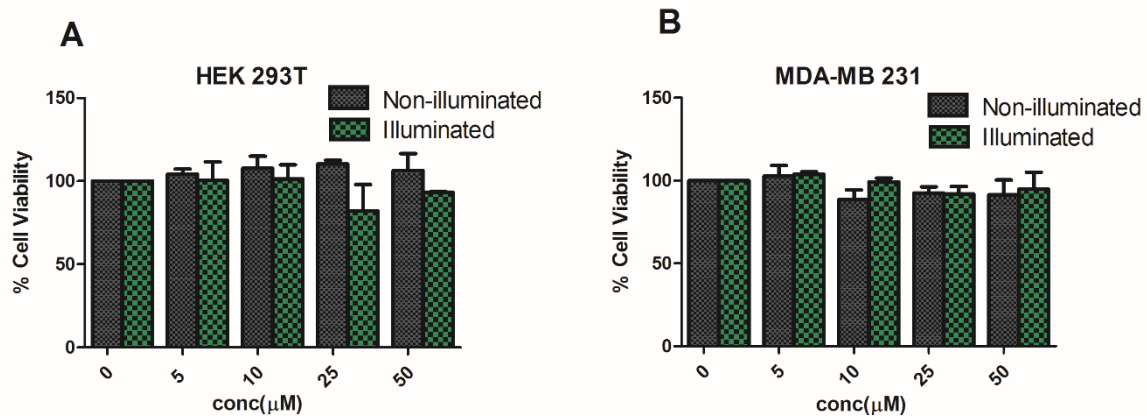 A
HEK 293T
Non-illuminated
Illuminated
% Cell Viability
150
100
50
0
0 5 10 25 50
conc(μM)
B
MDA-MB 231
Non-illuminated
Illuminated
% Cell Viability
150
100
50
0
0 5 10 25 50
conc(μM)